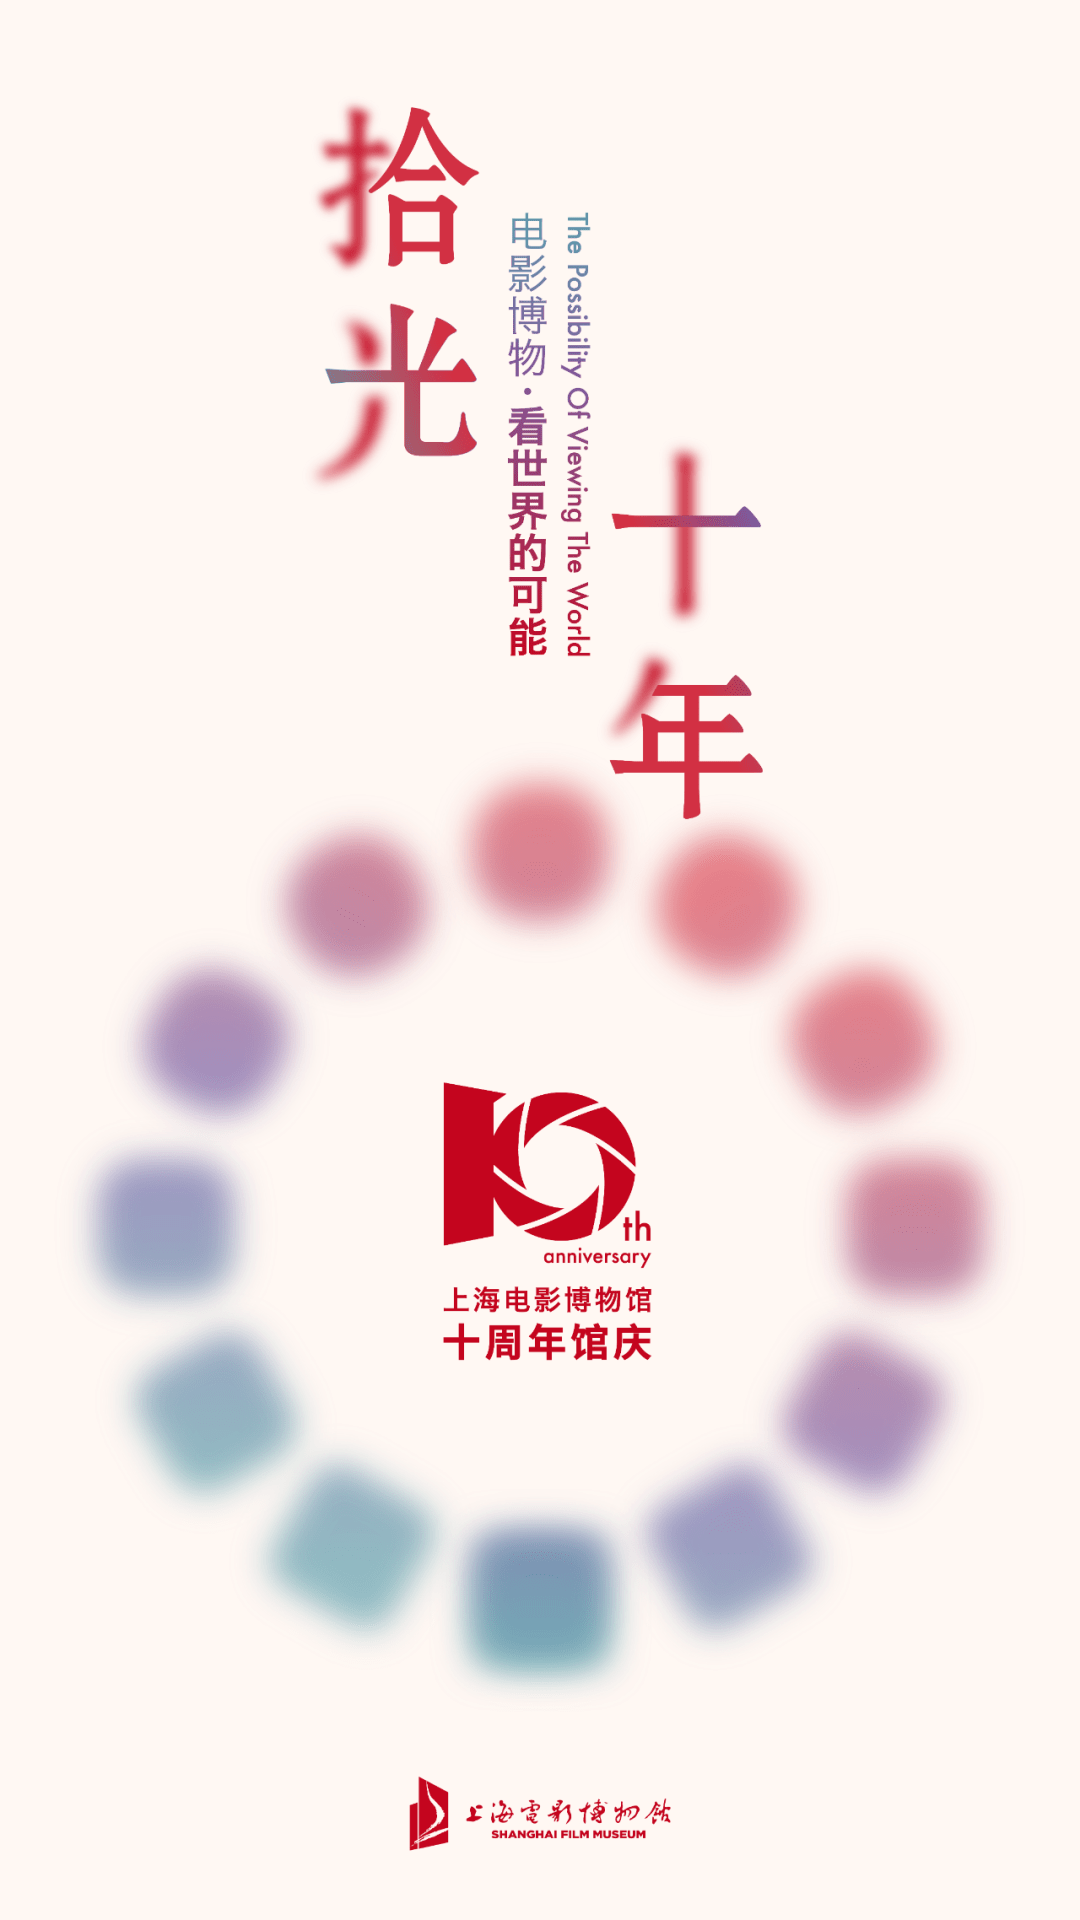 拾光
电影博物·看世界的可能
The Possibility Of Viewing The World
十年
10th
anniversary
上海电影博物馆
十周年馆庆
上海電影博物館
SHANGHAI FILM MUSEUM